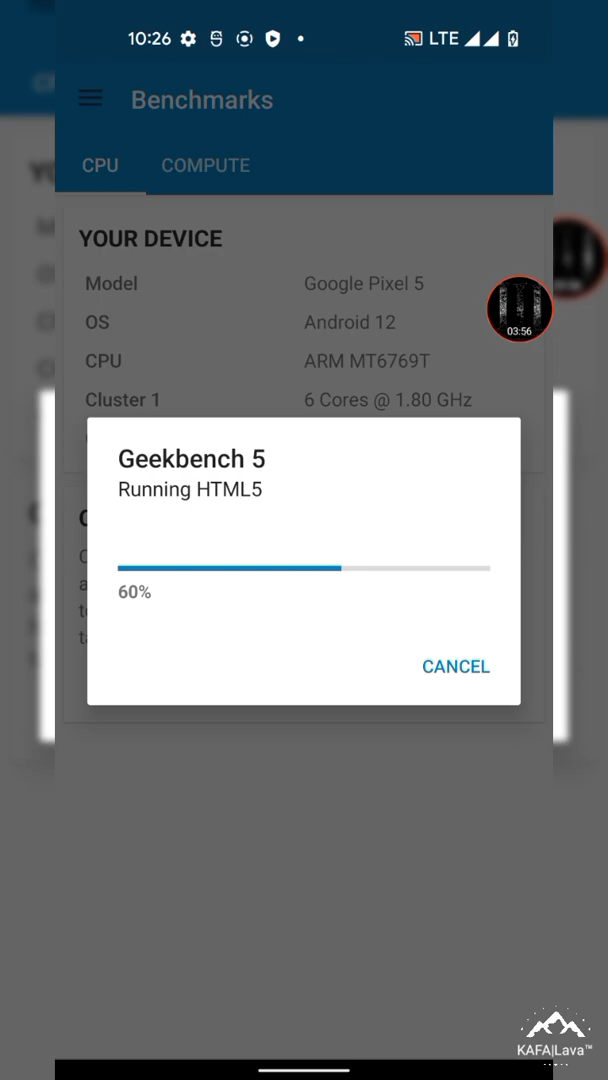 10:26 LTE
Benchmarks
CPU COMPUTE
YOUR DEVICE
Model Google Pixel 5
OS Android 12
CPU ARM MT6769T
Cluster 1 6 Cores @ 1.80 GHz
03:56
Geekbench 5
Running HTML5
60%
CANCEL
KAFA|Lava™